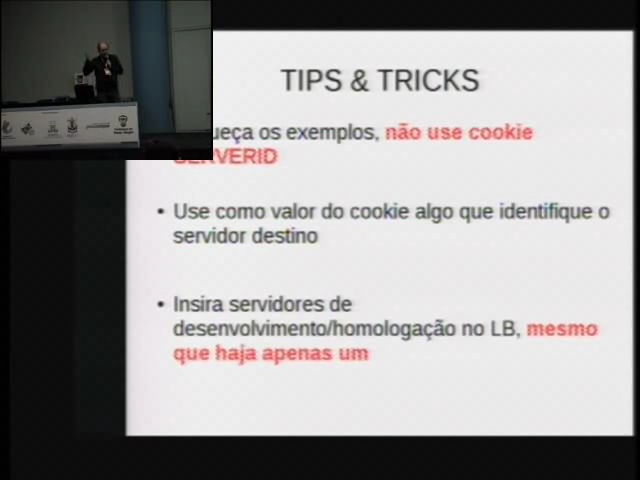 TIPS & TRICKS
os exemplos, não use cookie
SERVERID
• Use como valor do cookie algo que identifique o
servidor destino
• Insira servidores de
desenvolvimento/homologação no LB, mesmo
que haja apenas um